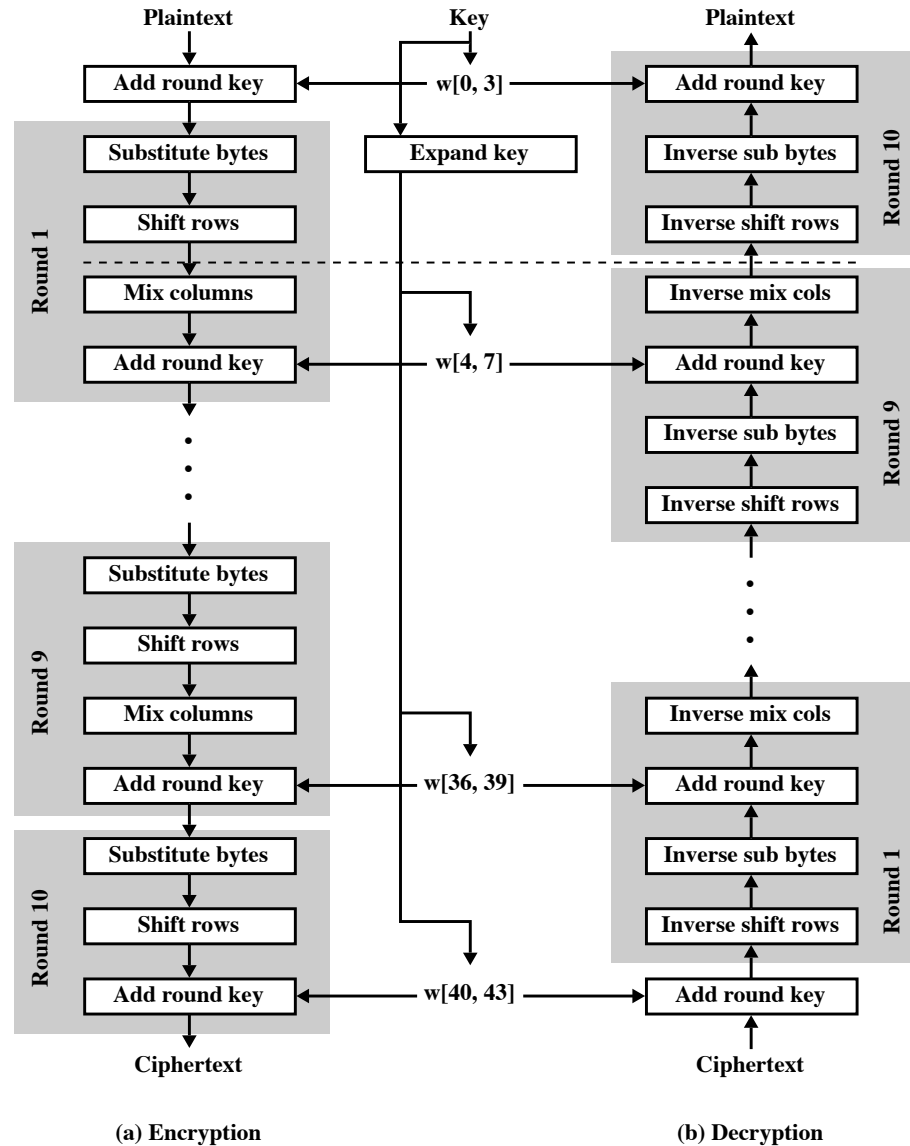 Plaintext
Key
Plaintext
Add round key
w[0, 3]
Add round key
Substitute bytes
Expand key
Inverse sub bytes
Round 10
Shift rows
Inverse shift rows
Round 1
Mix columns
Inverse mix cols
Add round key
w[4, 7]
Add round key
Inverse sub bytes
Round 9
Inverse shift rows
Substitute bytes
Shift rows
Round 9
Mix columns
Inverse mix cols
Add round key
w[36, 39]
Add round key
Substitute bytes
Inverse sub bytes
Round 1
Shift rows
Inverse shift rows
Round 10
Add round key
w[40, 43]
Add round key
Ciphertext
Ciphertext
(a) Encryption
(b) Decryption